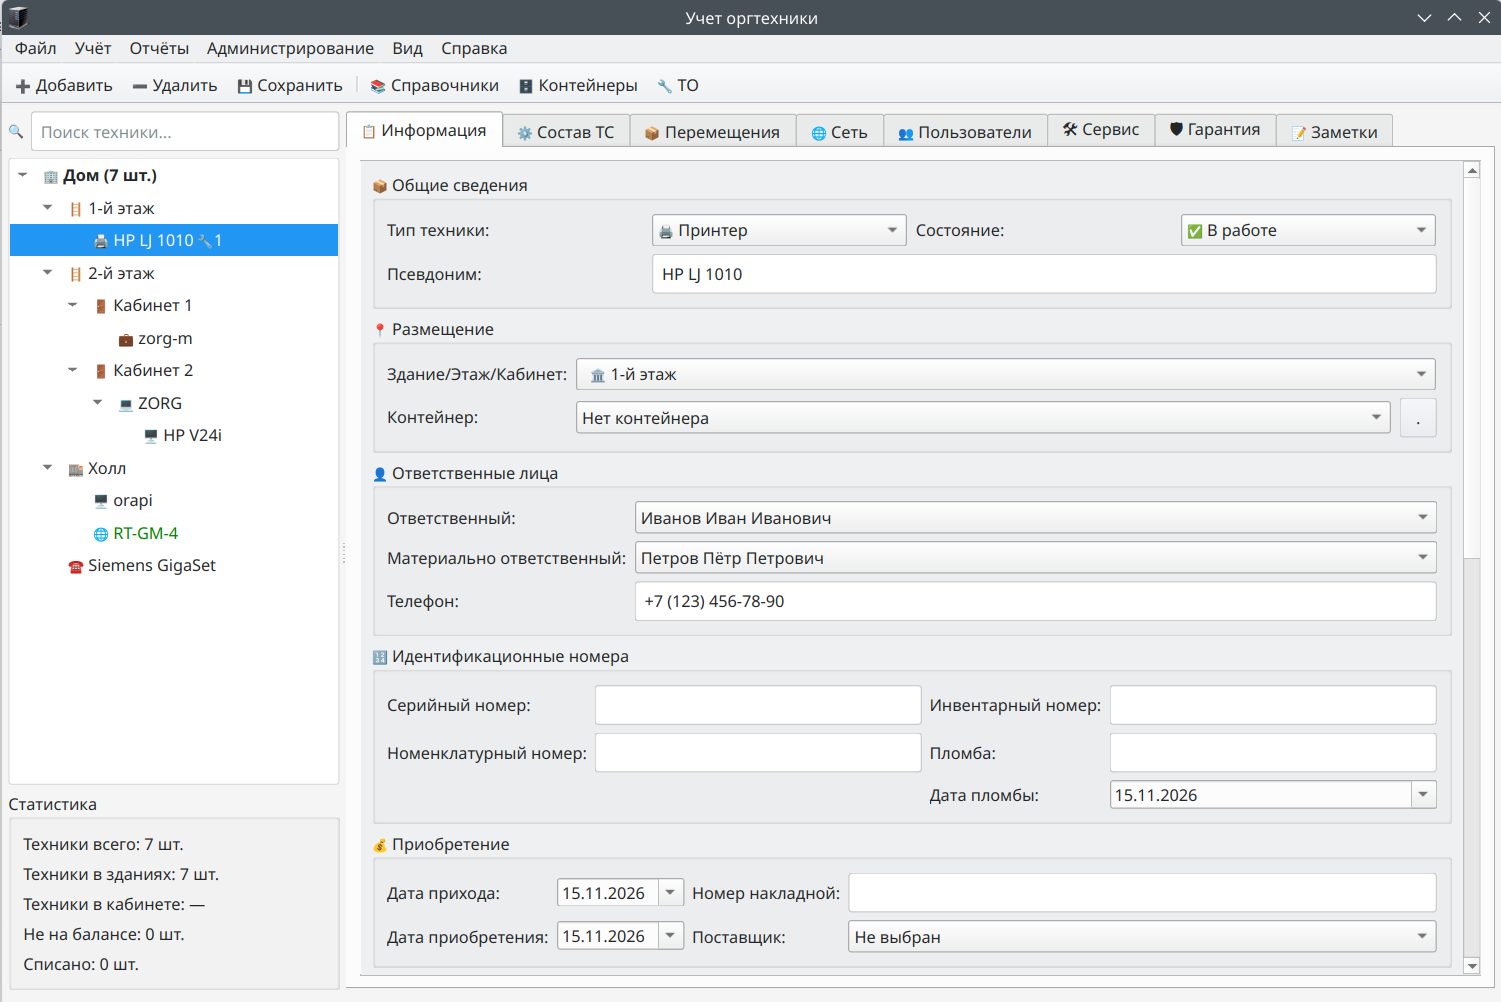 Учет оргтехники
Файл Учёт Отчёты Администрирование Вид Справка
Добавить Удалить Сохранить Справочники Контейнеры ТО
Поиск техники...
Информация Состав ТС Перемещения Сеть Пользователи Сервис Гарантия Заметки
Дом (7 шт.)
1-й этаж
HP LJ 1010 1
2-й этаж
Кабинет 1
zorg-m
Кабинет 2
ZORG
HP V24i
Холл
orapi
RT-GM-4
Siemens GigaSet
Статистика
Техники всего: 7 шт.
Техники в зданиях: 7 шт.
Техники в кабинете: —
Не на балансе: 0 шт.
Списано: 0 шт.
Общие сведения
Тип техники: Принтер Состояние: В работе
Псевдоним: HP LJ 1010
Размещение
Здание/Этаж/Кабинет: 1-й этаж
Контейнер: Нет контейнера .
Ответственные лица
Ответственный: Иванов Иван Иванович
Материально ответственный: Петров Пётр Петрович
Телефон: +7 (123) 456-78-90
Идентификационные номера
Серийный номер: Инвентарный номер:
Номенклатурный номер: Пломба:
Дата пломбы: 15.11.2026
Приобретение
Дата прихода: 15.11.2026 Номер накладной:
Дата приобретения: 15.11.2026 Поставщик: Не выбран